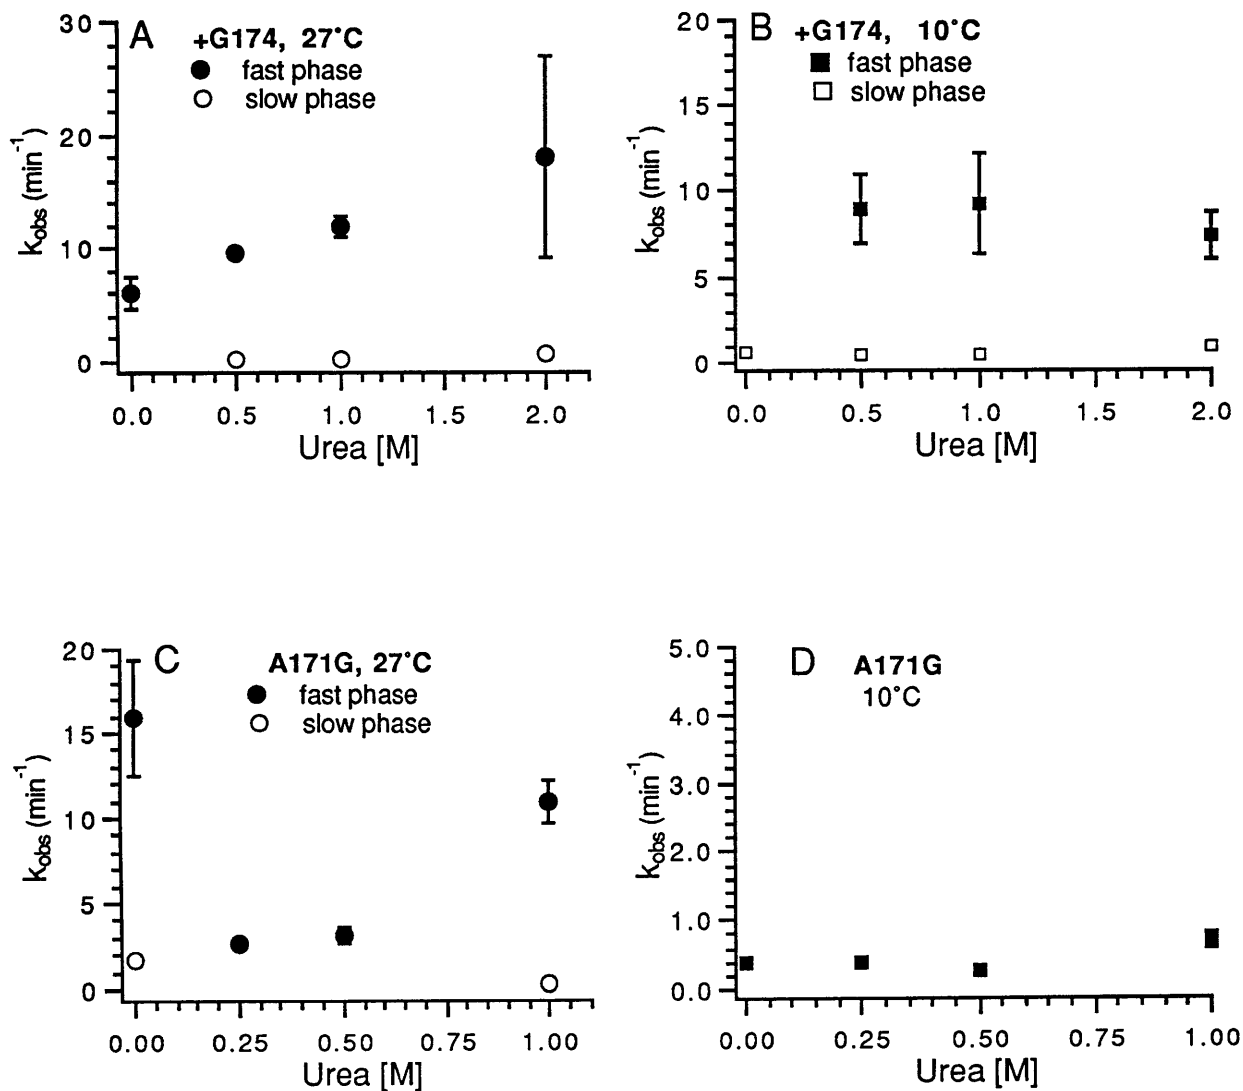 A
+G174, 27°C
fast phase
slow phase
30
20
10
0
k_obs (min^-1)
0.0 0.5 1.0 1.5 2.0
Urea [M]
B
+G174, 10°C
fast phase
slow phase
20
15
10
5
0
k_obs (min^-1)
0.0 0.5 1.0 1.5 2.0
Urea [M]
C
A171G, 27°C
fast phase
slow phase
20
15
10
5
0
k_obs (min^-1)
0.00 0.25 0.50 0.75 1.00
Urea [M]
D
A171G
10°C
5.0
4.0
3.0
2.0
1.0
0.0
k_obs (min^-1)
0.00 0.25 0.50 0.75 1.00
Urea [M]